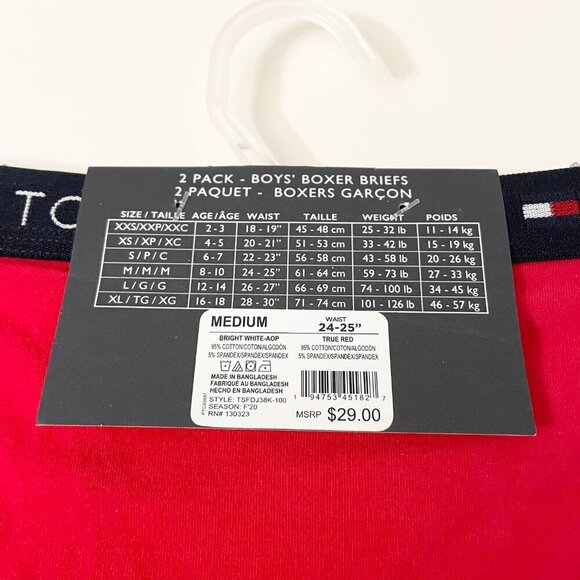 TO
2 PACK - BOYS' BOXER BRIEFS
2 PAQUET - BOXERS GARÇON
SIZE / TAILLE AGE/ÂGE WAIST TAILLE WEIGHT POIDS
XXS/XXP/XXC 2 - 3 18 - 19" 45 - 48 cm 25 - 32 lb 11 - 14 kg
XS / XP / XC 4 - 5 20 - 21" 51 - 53 cm 33 - 42 lb 15 - 19 kg
S / P / C 6 - 7 22 - 23" 56 - 58 cm 43 - 58 lb 20 - 26 kg
M / M / M 8 - 10 24 - 25" 61 - 64 cm 59 - 73 lb 27 - 33 kg
L / G / G 12 - 14 26 - 27" 66 - 69 cm 74 - 100 lb 34 - 45 kg
XL / TG / XG 16 - 18 28 - 30" 71 - 74 cm 101 - 126 lb 46 - 57 kg
MEDIUM WAIST
24-25"
BRIGHT WHITE-AOP TRUE RED
95% COTTON/COTON/ALGODÓN 95% COTTON/COTON/ALGODÓN
5% SPANDEX/SPANDEX/SPANDEX 5% SPANDEX/SPANDEX/SPANDEX
MADE IN BANGLADESH
FABRIQUÉ AU BANGLADESH
HECHO EN BANGLADESH
STYLE: TSFDJ38K-100
SEASON: F'20
RN# 130323
1 94753 45182 7
MSRP $29.00